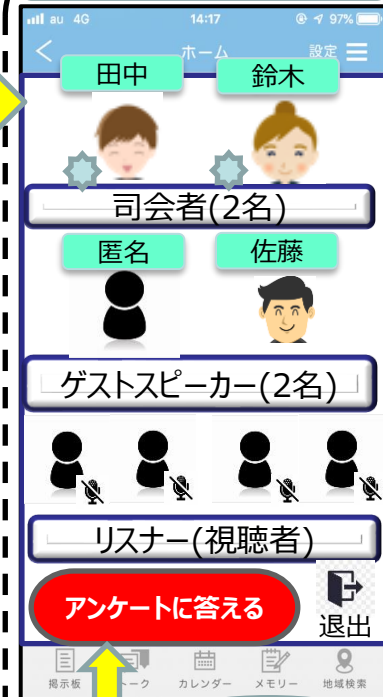 au 4G 14:17 97%
ホーム 設定
田中 鈴木
司会者(2名)
匿名 佐藤
ゲストスピーカー(2名)
リスナー(視聴者)
アンケートに答える
退出
掲示板 ーク カレンダー メモリー 地域検索